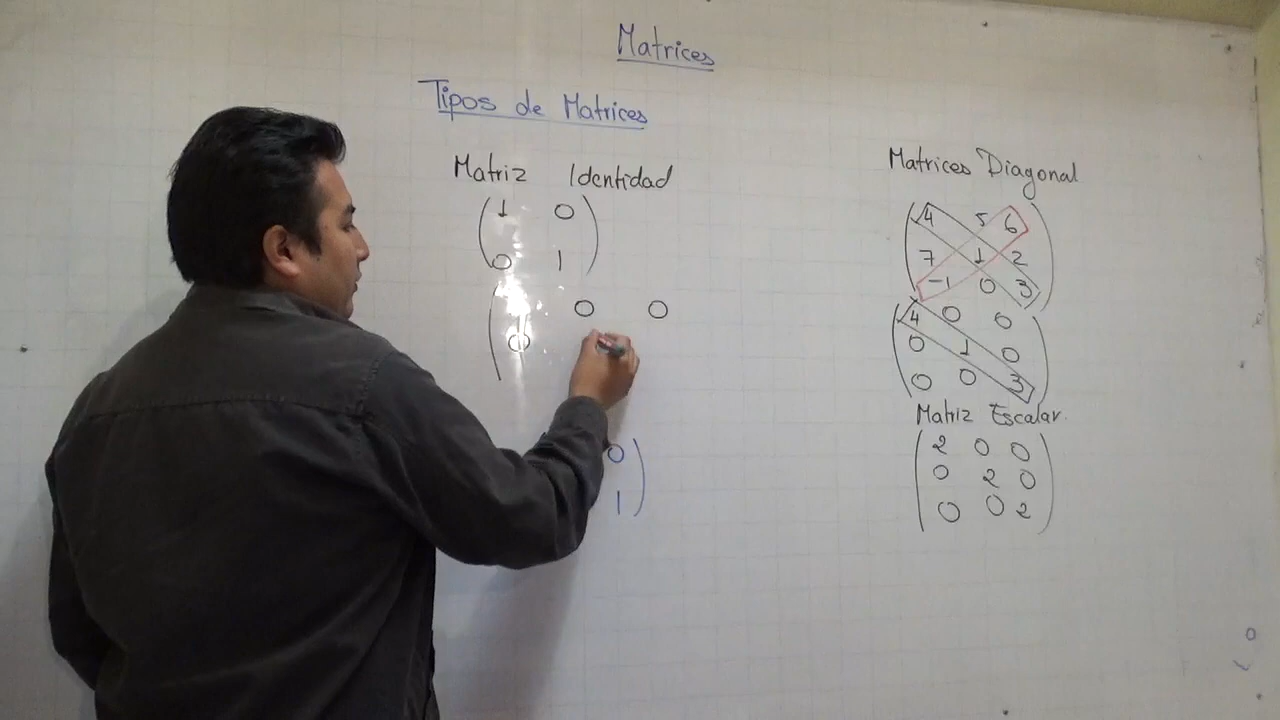 Matrices
Tipos de Matrices
Matriz Identidad
1 0
0 1
0 0
0
0
1
Matrices Diagonal
4 5 6
7 1 2
-1 0 3
4 0 0
0 1 0
0 0 3
Matriz Escalar.
2 0 0
0 2 0
0 0 2